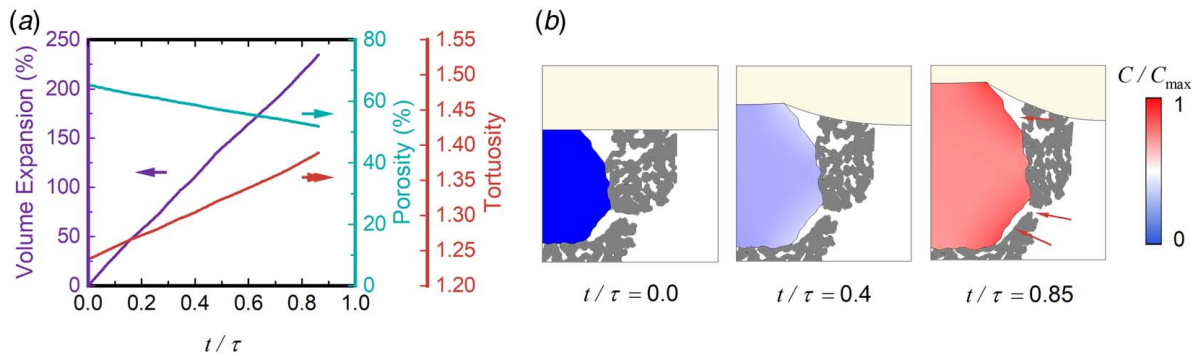 (a)
Volume Expansion (%)
250
200
150
100
50
0
0.0 0.2 0.4 0.6 0.8 1.0
t / τ
Porosity (%)
80
60
40
20
0
Tortuosity
1.55
1.50
1.45
1.40
1.35
1.30
1.25
1.20
(b)
t / τ = 0.0
t / τ = 0.4
t / τ = 0.85
C / Cmax
1
0